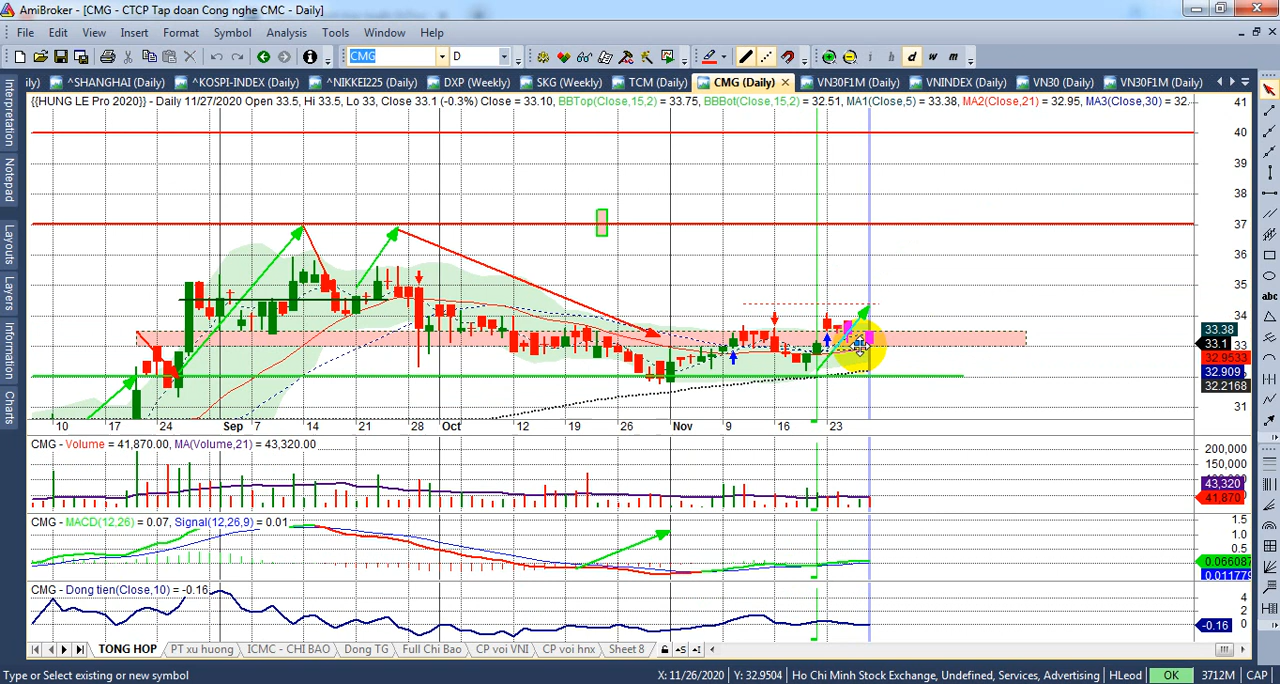 AmiBroker - [CMG - CTCP Tap doan Cong nghe CMC - Daily]
File Edit View Insert Format Symbol Analysis Tools Window Help
CMG D i h d w m
ily) ^SHANGHAI (Daily) ^KOSPI-INDEX (Daily) ^NIKKEI225 (Daily) DXP (Weekly) SKG (Weekly) TCM (Daily) CMG (Daily) VN30F1M (Daily) VNINDEX (Daily) VN30 (Daily) VN30F1M (Daily)
{{HUNG LE Pro 2020}} - Daily 11/27/2020 Open 33.5, Hi 33.5, Lo 33, Close 33.1 (-0.3%) Close = 33.10, BBTop(Close,15,2) = 33.75, BBBot(Close,15,2) = 32.51, MA1(Close,5) = 33.38, MA2(Close,21) = 32.95, MA3(Close,30) = 32.
Interpretation
Notepad
Layouts
Layers
Information
Charts
41
40
39
38
37
36
35
34
33.38
33.1
33
32.9533
32.909
32.2168
31
10 17 24 Sep 7 14 21 28 Oct 12 19 26 Nov 9 16 23
CMG - Volume = 41,870.00, MA(Volume,21) = 43,320.00
200,000
150,000
43,320
41,870
CMG - MACD(12,26) = 0.07, Signal(12,26,9) = 0.01
1.5
1.0
0.5
0.066087
0.011779
CMG - Dong tien(Close,10) = -0.16
4
2
0
-0.16
TONG HOP PT xu huong ICMC - CHI BAO Dong TG Full Chi Bao CP voi VNI CP voi hnx Sheet 8
Type or Select existing or new symbol X: 11/26/2020 Y: 32.9504 Ho Chi Minh Stock Exchange, Undefined, Services, Advertising HLeod OK 3712M CAP
abc